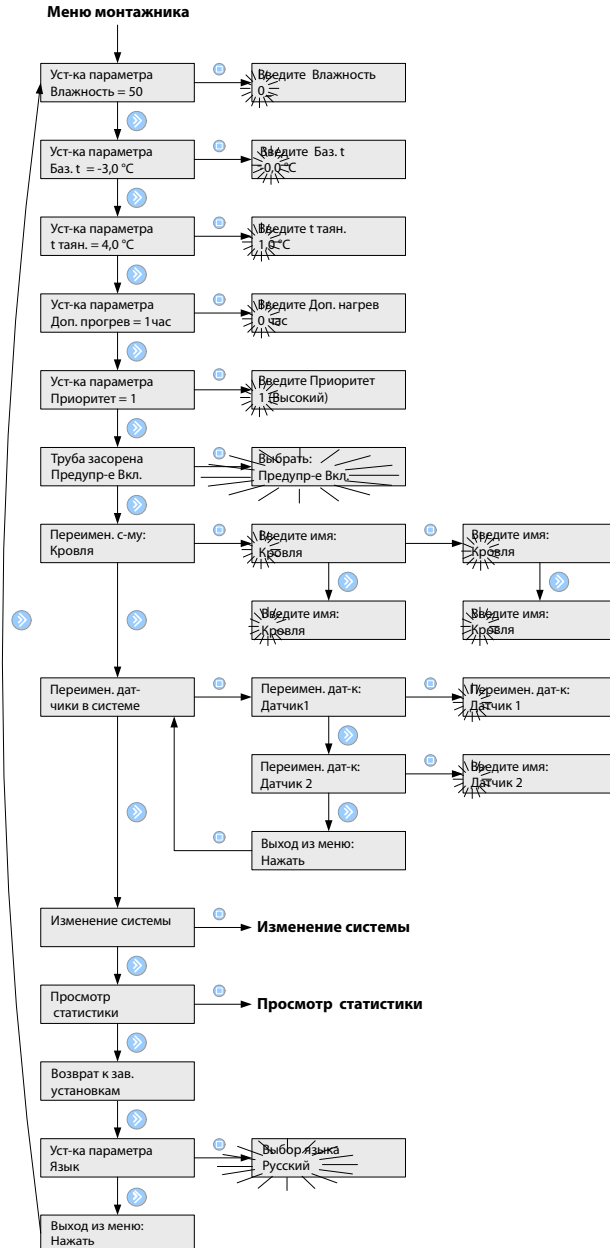 Меню монтажника
Уст-ка параметра
Влажность = 50
Введите Влажность
0
Уст-ка параметра
Баз. t = -3,0 °C
Введите Баз. t
-0,0 °C
Уст-ка параметра
t таян. = 4,0 °C
Введите t таян.
1,0 °C
Уст-ка параметра
Доп. прогрев = 1час
Введите Доп. нагрев
0 час
Уст-ка параметра
Приоритет = 1
Введите Приоритет
1 (Высокий)
Труба засорена
Предупр-е Вкл.
Выбрать:
Предупр-е Вкл.
Переимен. с-му:
Кровля
Введите имя:
Кровля
Введите имя:
Кровля
Введите имя:
Кровля
Введите имя:
Кровля
Переимен. дат-
чики в системе
Переимен. дат-к:
Датчик1
Переимен. дат-к:
Датчик 1
Переимен. дат-к:
Датчик 2
Введите имя:
Датчик 2
Выход из меню:
Нажать
Изменение системы
Изменение системы
Просмотр
статистики
Просмотр статистики
Возврат к зав.
установкам
Уст-ка параметра
Язык
Выбор языка
Русский
Выход из меню:
Нажать